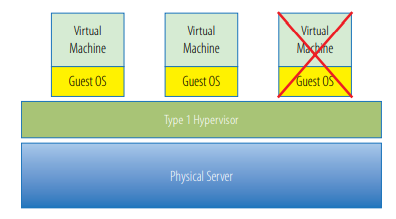 Virtual
Machine
Guest OS
Virtual
Machine
Guest OS
Virtual
Machine
Guest OS
Type 1 Hypervisor
Physical Server